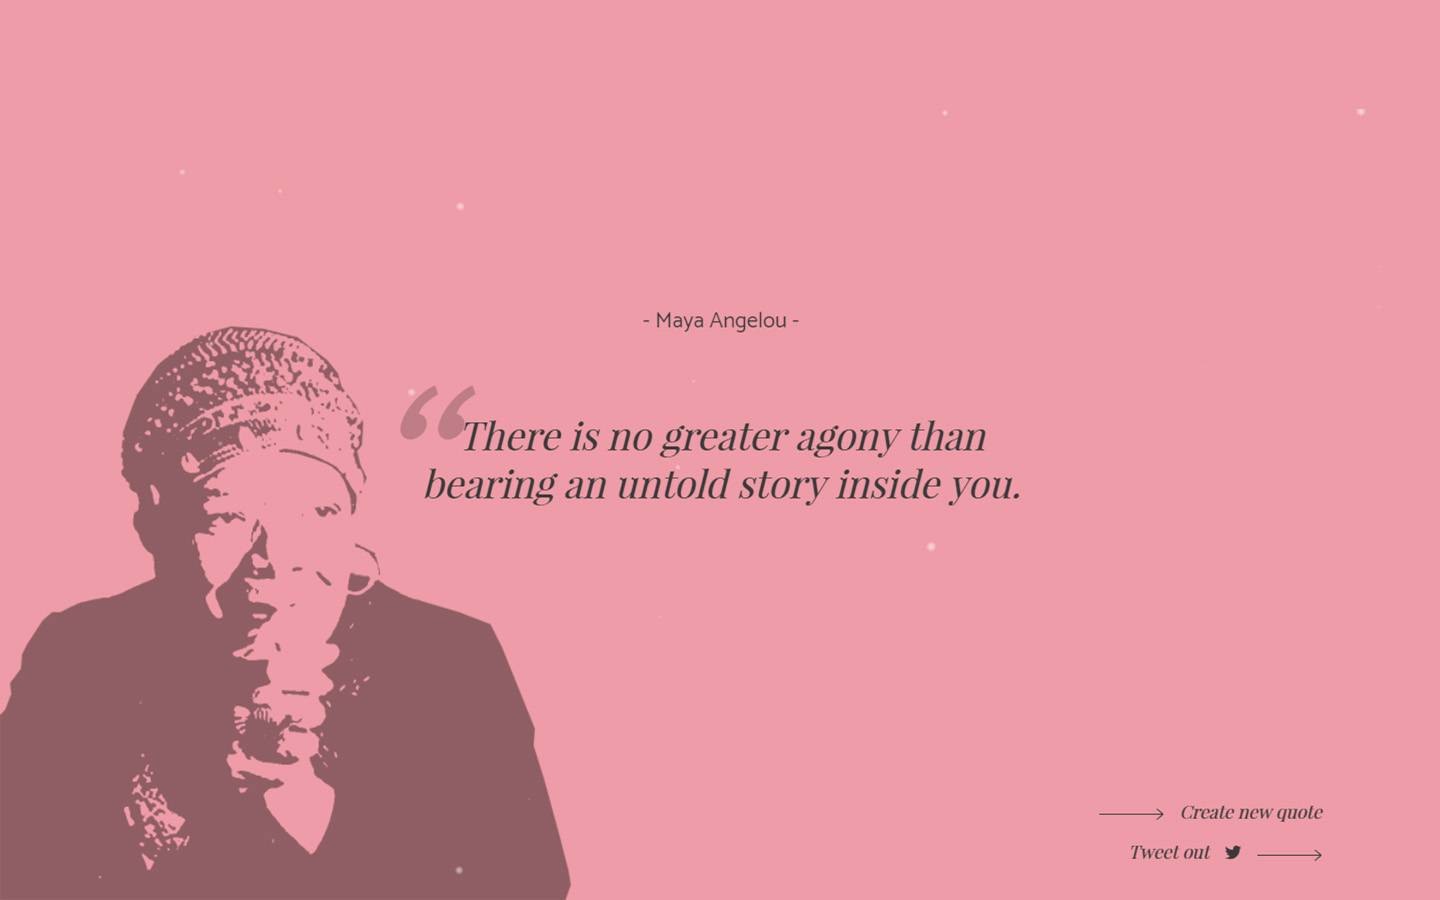 - Maya Angelou -
“There is no greater agony than
bearing an untold story inside you.
Create new quote
Tweet out